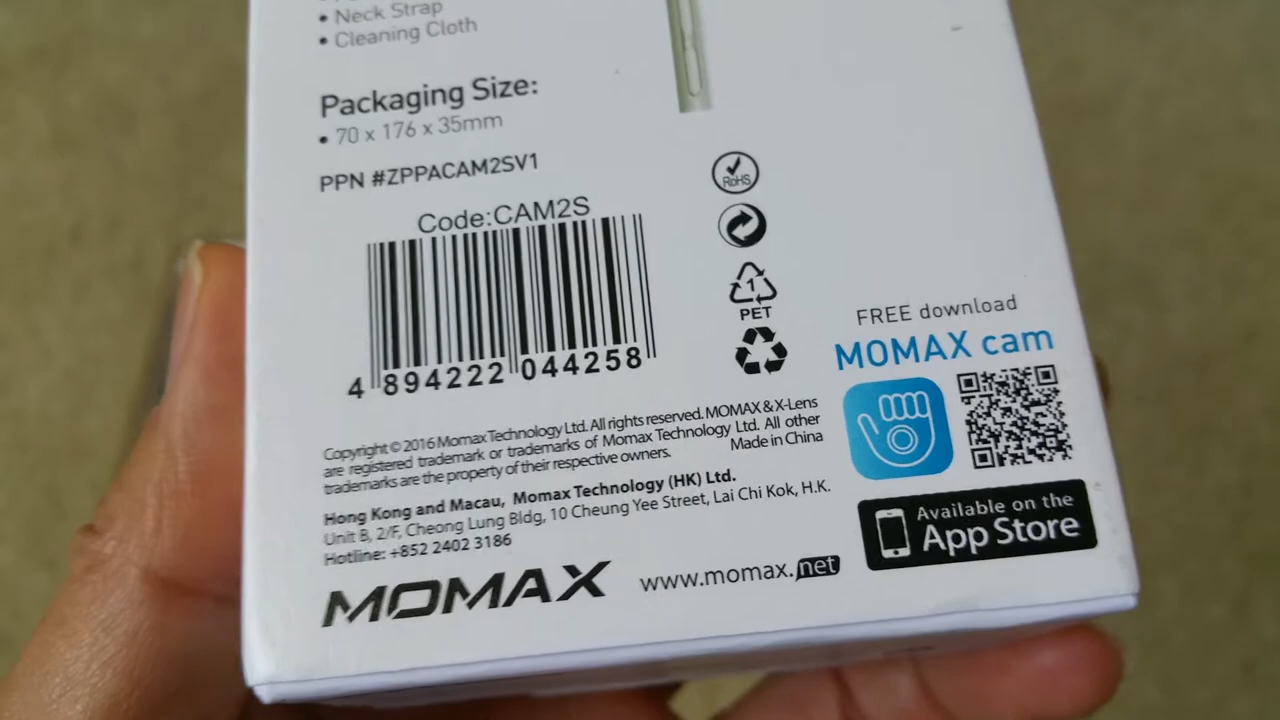 • Neck Strap
• Cleaning Cloth
Packaging Size:
• 70 x 176 x 35mm
PPN #ZPPACAM2SV1
Code:CAM2S
4 894222 044258
RoHS
1
PET
FREE download
MOMAX cam
Copyright © 2016 Momax Technology Ltd. All rights reserved. MOMAX & X-Lens
are registered trademark or trademarks of Momax Technology Ltd. All other
trademarks are the property of their respective owners.
Made in China
Hong Kong and Macau, Momax Technology (HK) Ltd.
Unit B, 2/F, Cheong Lung Bldg, 10 Cheung Yee Street, Lai Chi Kok, H.K.
Hotline: +852 2402 3186
MOMAX
www.momax.net
Available on the
App Store